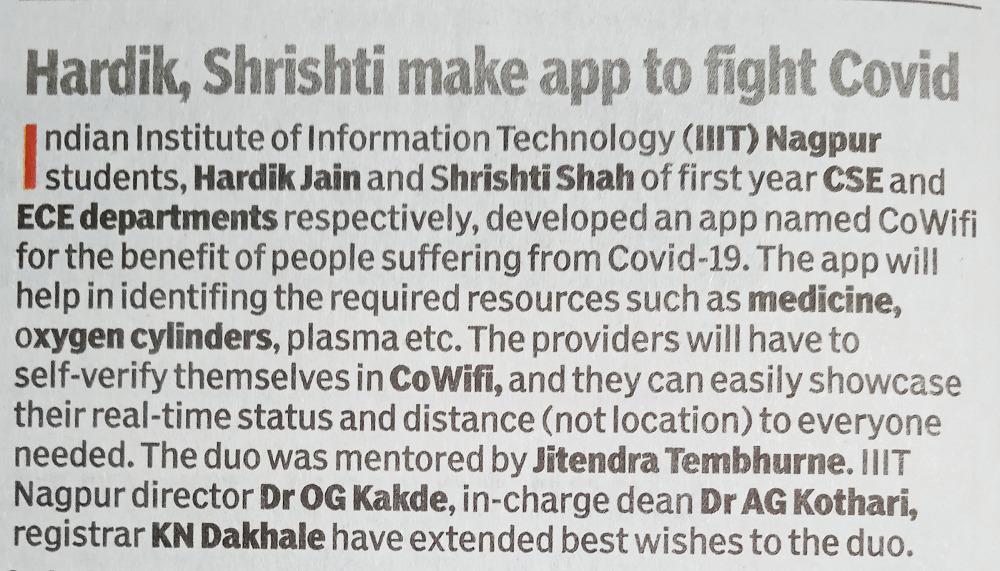 Hardik, Shrishti make app to fight Covid
Indian Institute of Information Technology (IIIT) Nagpur
students, Hardik Jain and Shrishti Shah of first year CSE and
ECE departments respectively, developed an app named CoWifi
for the benefit of people suffering from Covid-19. The app will
help in identifing the required resources such as medicine,
oxygen cylinders, plasma etc. The providers will have to
self-verify themselves in CoWifi, and they can easily showcase
their real-time status and distance (not location) to everyone
needed. The duo was mentored by Jitendra Tembhurne. IIIT
Nagpur director Dr OG Kakde, in-charge dean Dr AG Kothari,
registrar KN Dakhale have extended best wishes to the duo.